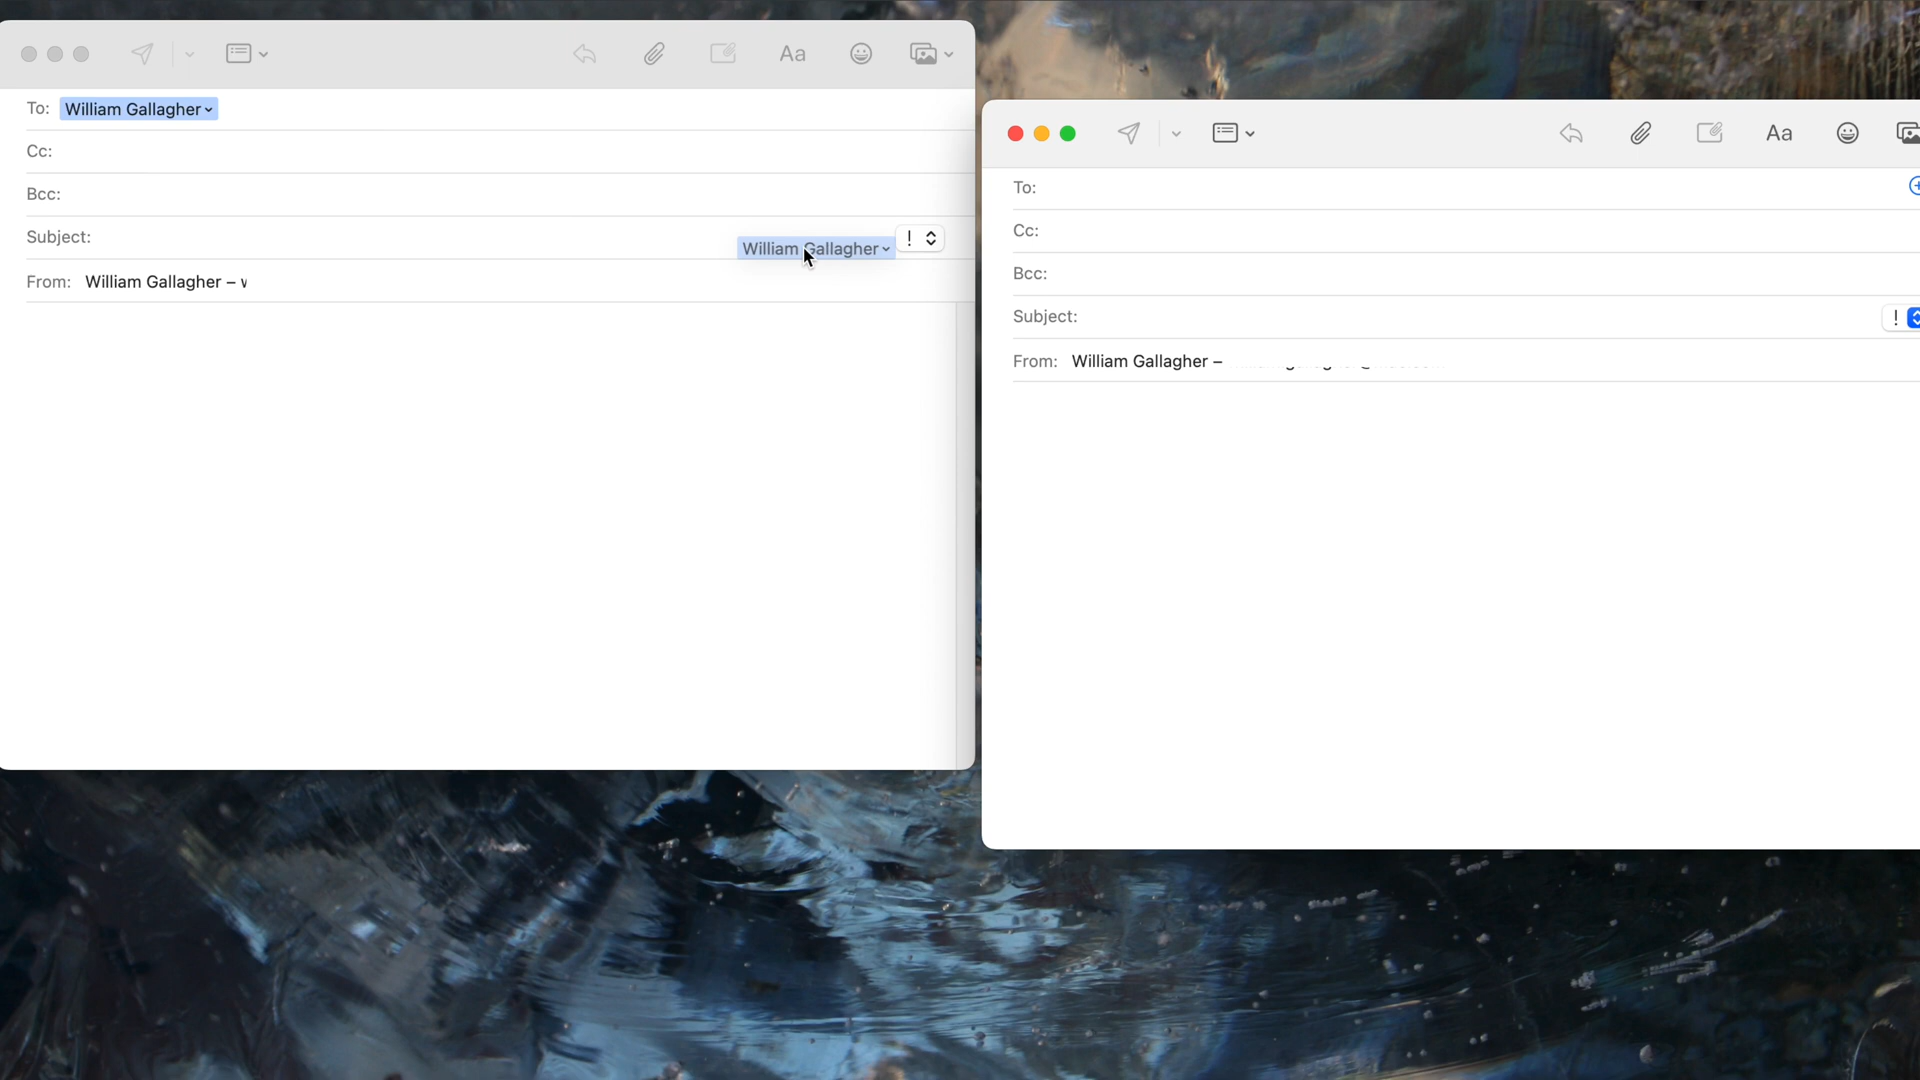 Aa
To: William Gallagher
Cc:
Bcc:
Subject: !
William Gallagher
From: William Gallagher –
Aa
To:
Cc:
Bcc:
Subject: !
From: William Gallagher –